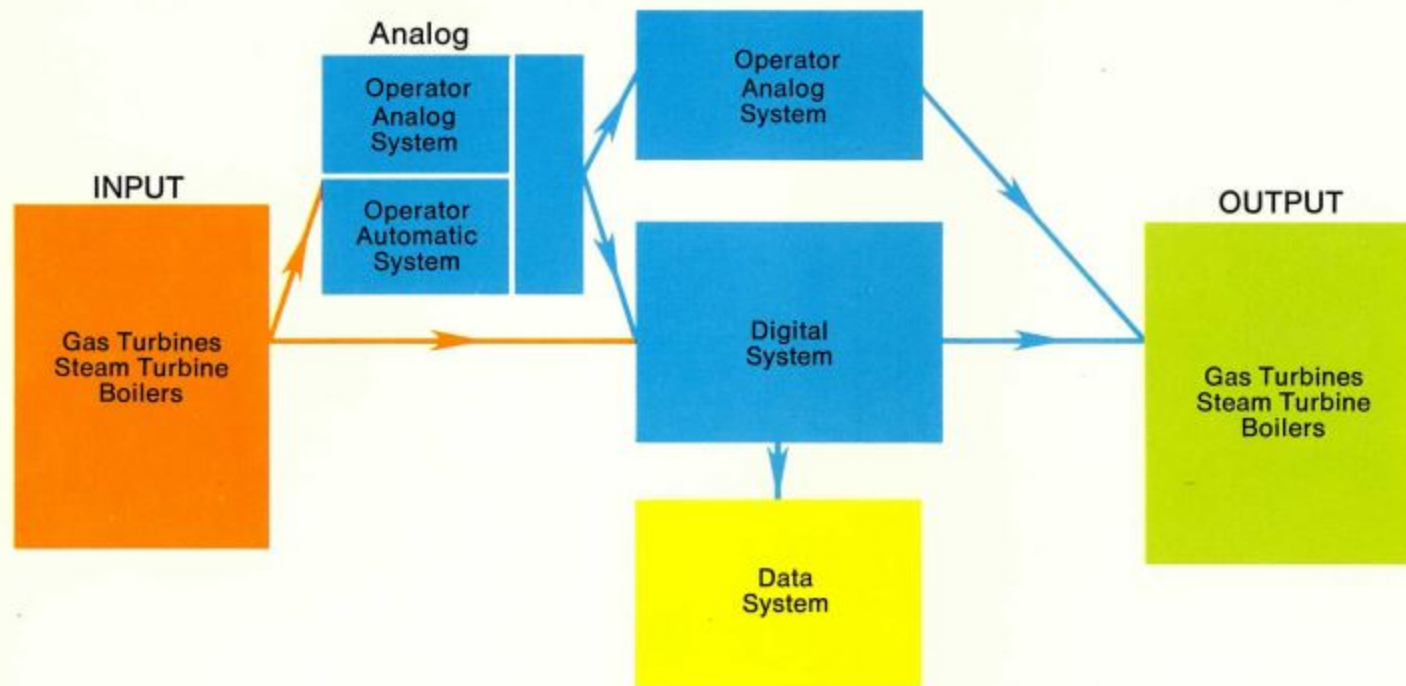 Analog
Operator
Analog
System
Operator
Automatic
System
Operator
Analog
System
INPUT
Gas Turbines
Steam Turbine
Boilers
Digital
System
Data
System
OUTPUT
Gas Turbines
Steam Turbine
Boilers